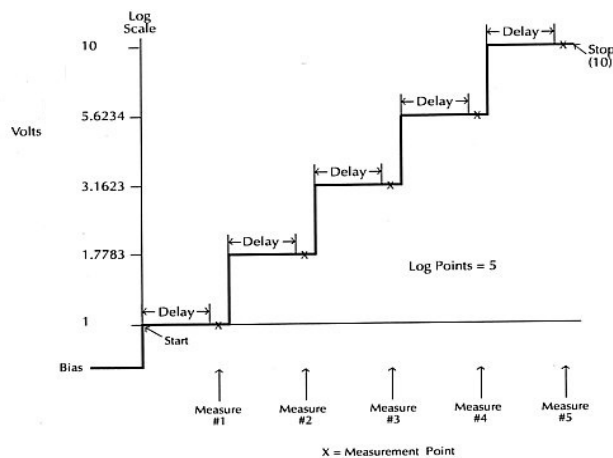 Log
Scale
10
Delay
Stop
(10)
Delay
5.6234
Volts
Delay
3.1623
Delay
1.7783
Log Points = 5
Delay
1
Start
Bias
Measure
#1
Measure
#2
Measure
#3
Measure
#4
Measure
#5
X = Measurement Point